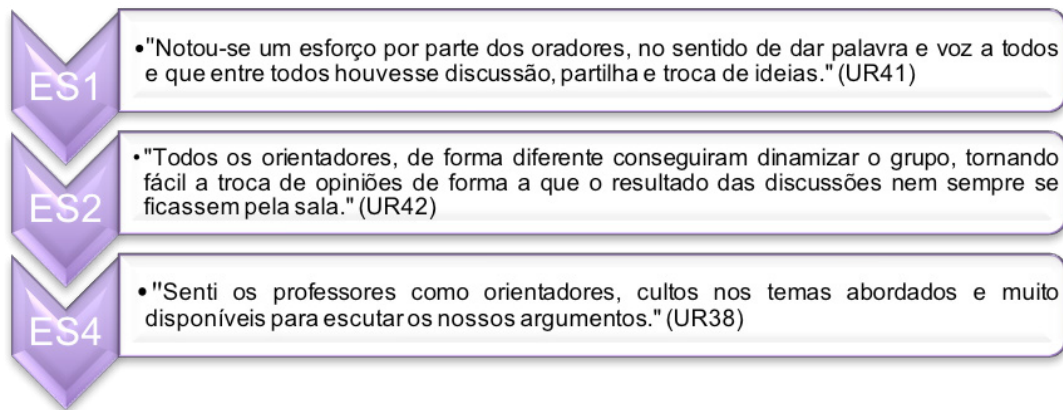 ES1
•"Notou-se um esforço por parte dos oradores, no sentido de dar palavra e voz a todos
e que entre todos houvesse discussão, partilha e troca de ideias." (UR41)
ES2
•"Todos os orientadores, de forma diferente conseguiram dinamizar o grupo, tornando
fácil a troca de opiniões de forma a que o resultado das discussões nem sempre se
ficassem pela sala." (UR42)
ES4
•"Senti os professores como orientadores, cultos nos temas abordados e muito
disponíveis para escutar os nossos argumentos." (UR38)